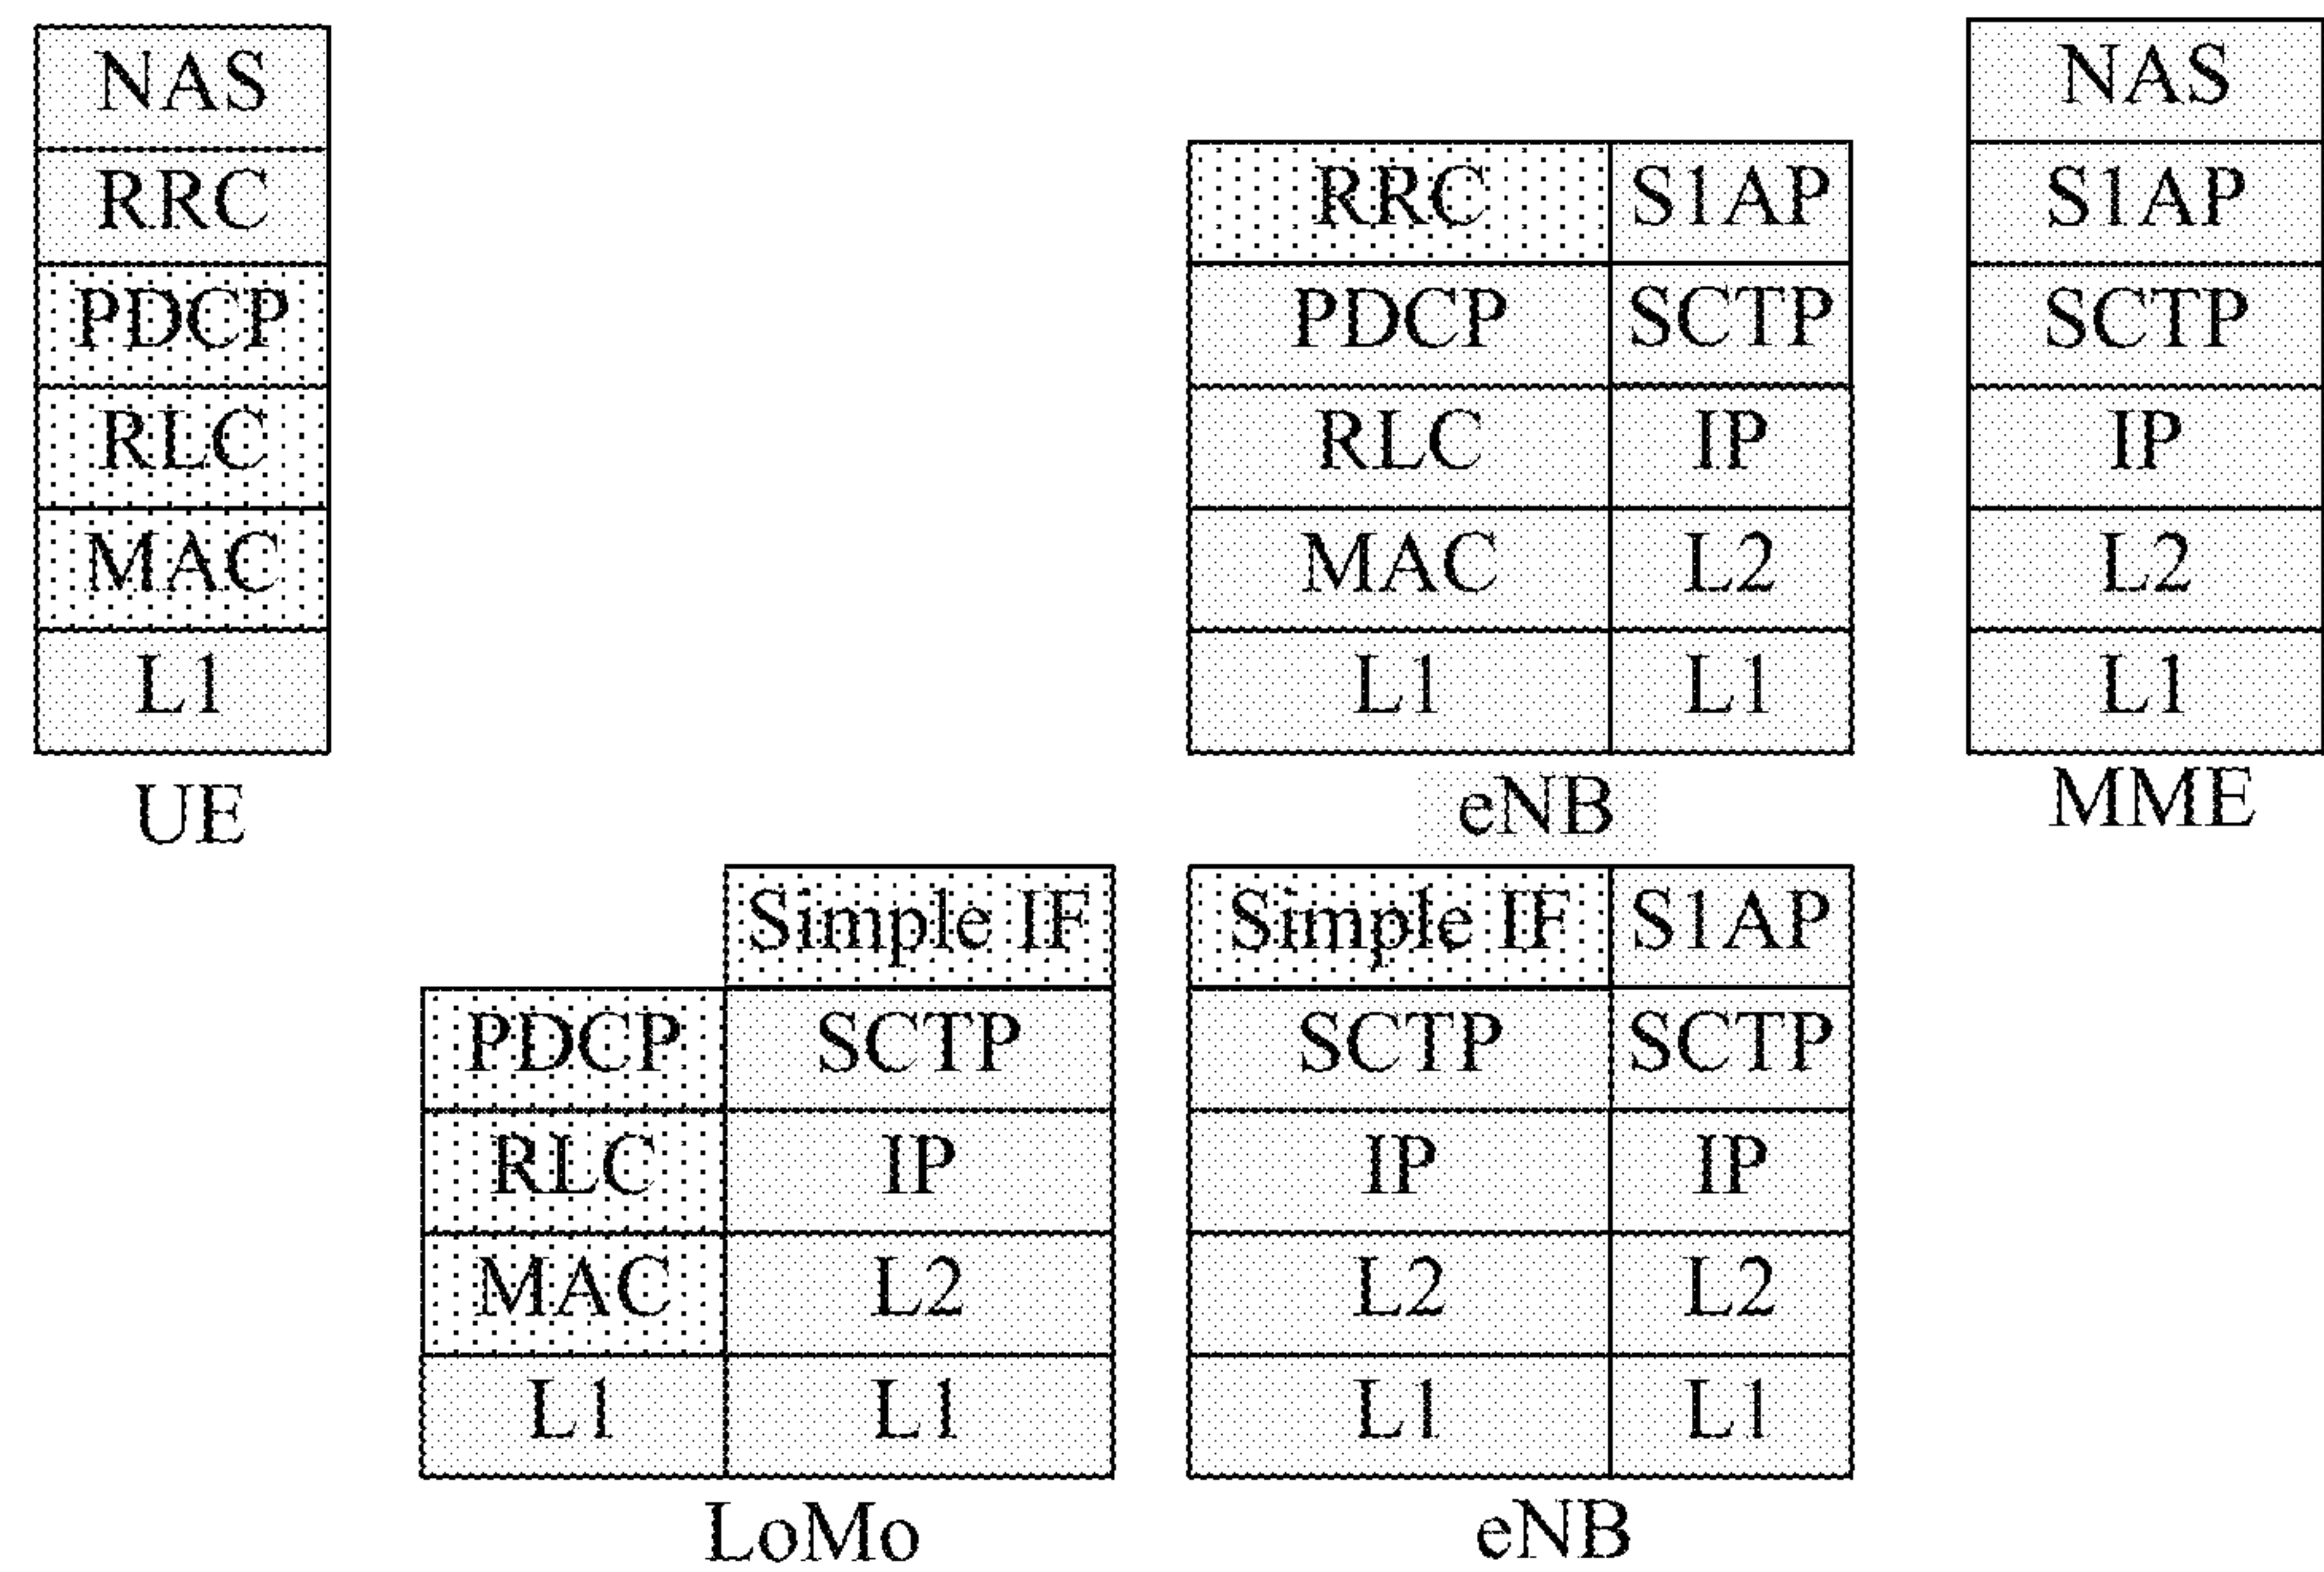 NAS
RRC
PDCP
RLC
MAC
L1
UE
RRC S1AP
PDCP SCTP
RLC IP
MAC L2
L1 L1
eNB
NAS
S1AP
SCTP
IP
L2
L1
MME
Simple IF
PDCP SCTP
RLC IP
MAC L2
L1 L1
LoMo
Simple IF S1AP
SCTP SCTP
IP IP
L2 L2
L1 L1
eNB